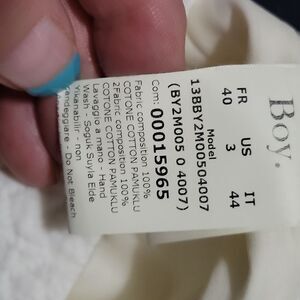 Boy.
FR US IT
40 3 44
Model
13BBY2M00504007
(BY2M005 0 4007)
Com: 00015965
Fabric composition 100%
COTONE COTTON PAMUKLU
2Fabric composition 100%
COTONE COTTON PAMUKLU
Lavaggio a mano - Hand
Wash - Soguk Suyla Elde
Yikanabilir - non
candeggiare - Do Not Bleach